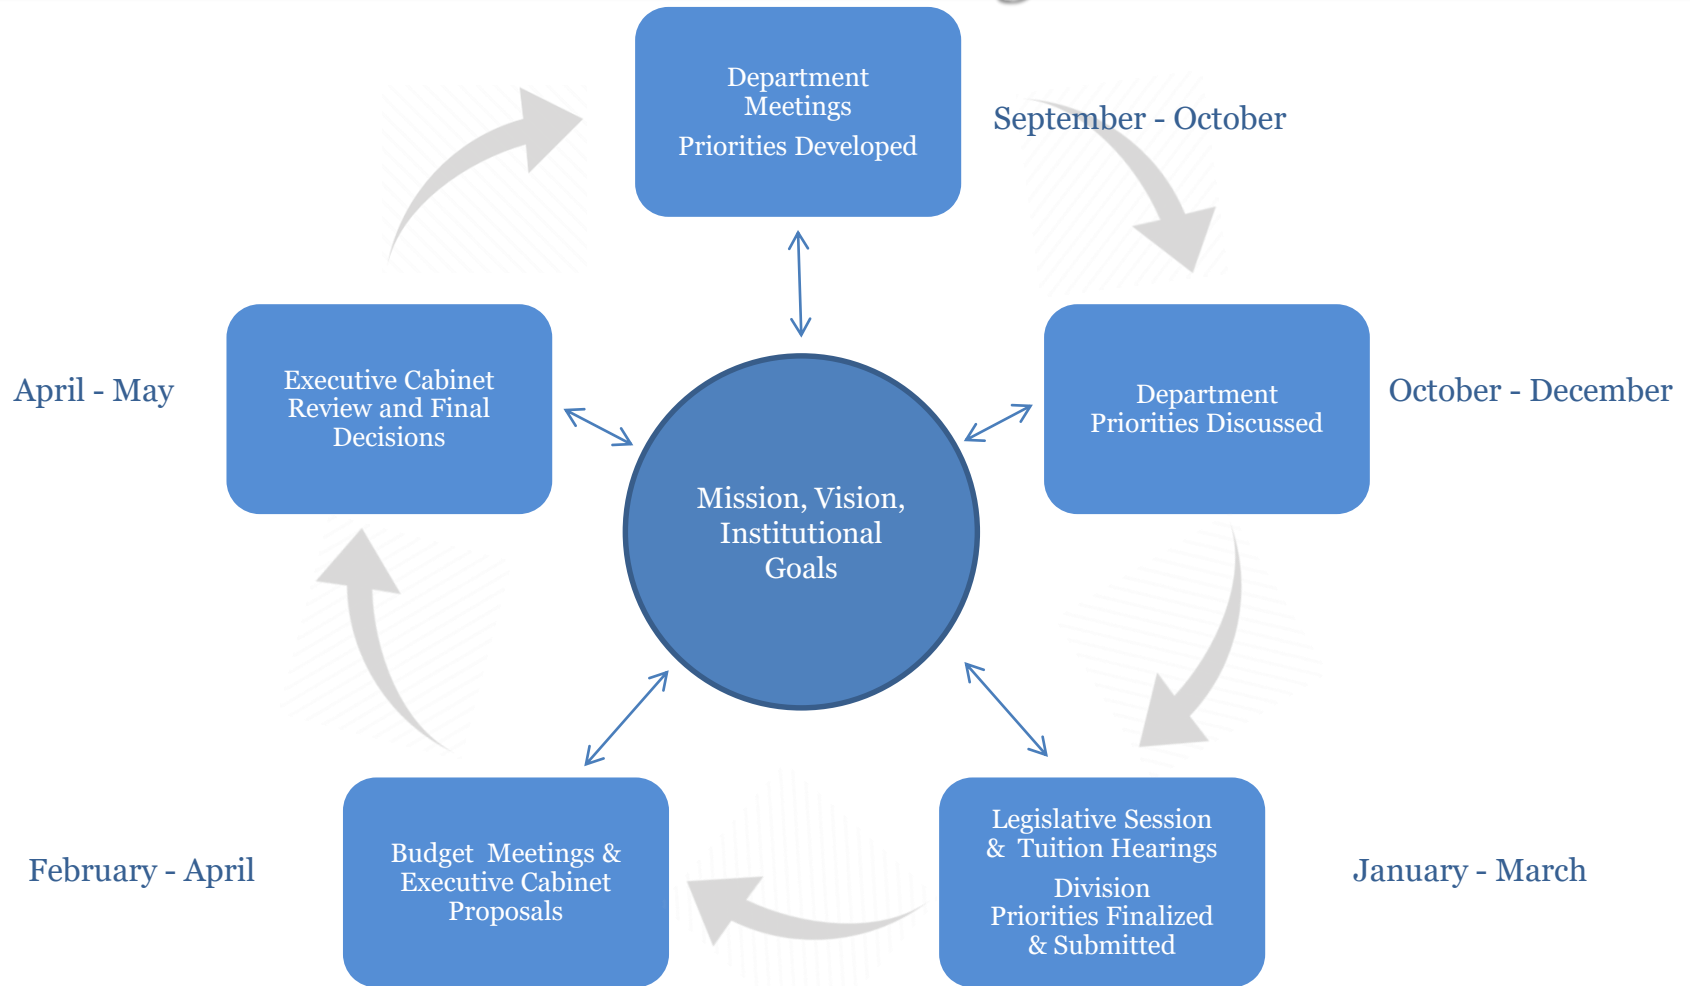 Department
Meetings
Priorities Developed
September - October
Department
Priorities Discussed
October - December
Legislative Session
& Tuition Hearings
Division
Priorities Finalized
& Submitted
January - March
Budget Meetings &
Executive Cabinet
Proposals
February - April
Executive Cabinet
Review and Final
Decisions
April - May
Mission, Vision,
Institutional
Goals